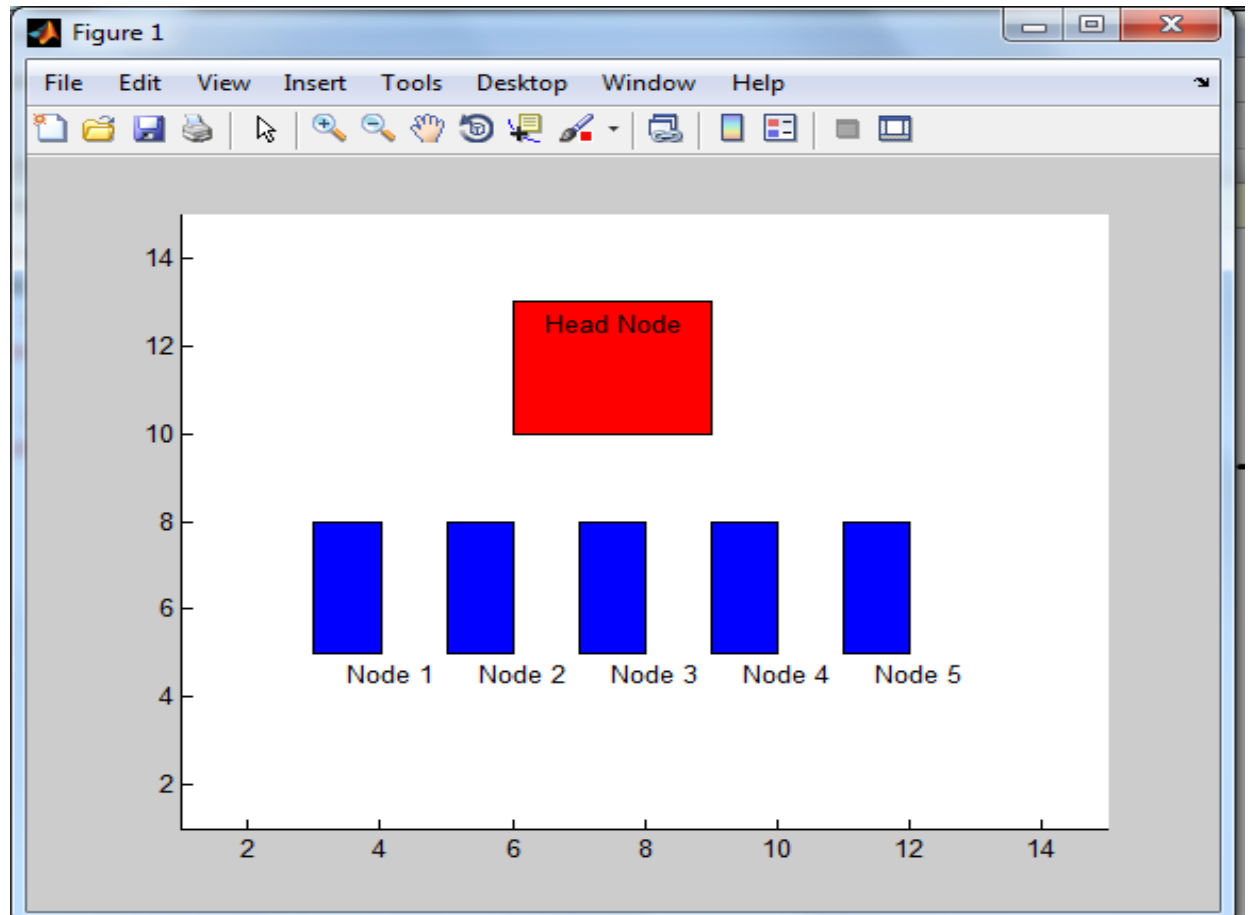 Figure 1
File Edit View Insert Tools Desktop Window Help
14
Head Node
12
10
8
6
Node 1 Node 2 Node 3 Node 4 Node 5
4
2
2 4 6 8 10 12 14